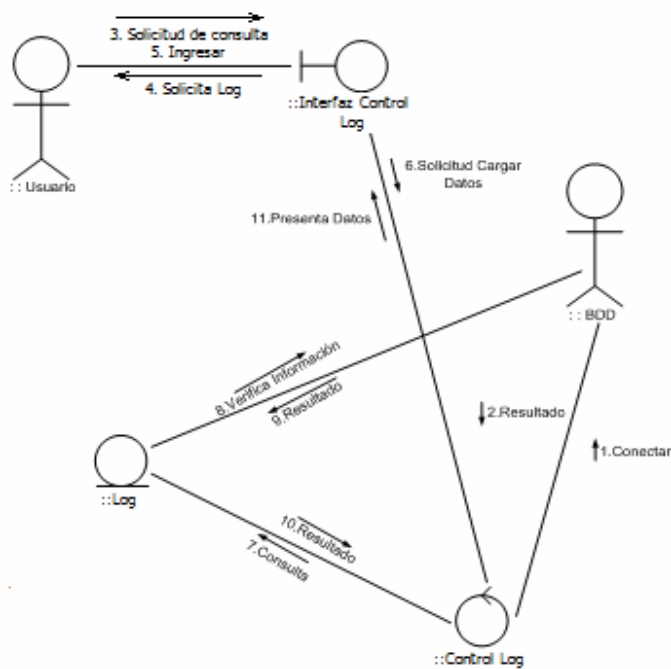 3. Solicitud de consulta
5. Ingresar
4. Solicita Log
::Interfaz Control
Log
:: Usuario
6.Sollcitud Cargar
Datos
11.Presenta Datos
:: BDD
8.Verifica Información
9.Resultado
2.Resultado
1.Conectar
::Log
10.Resultado
7.Consulta
::Control Log